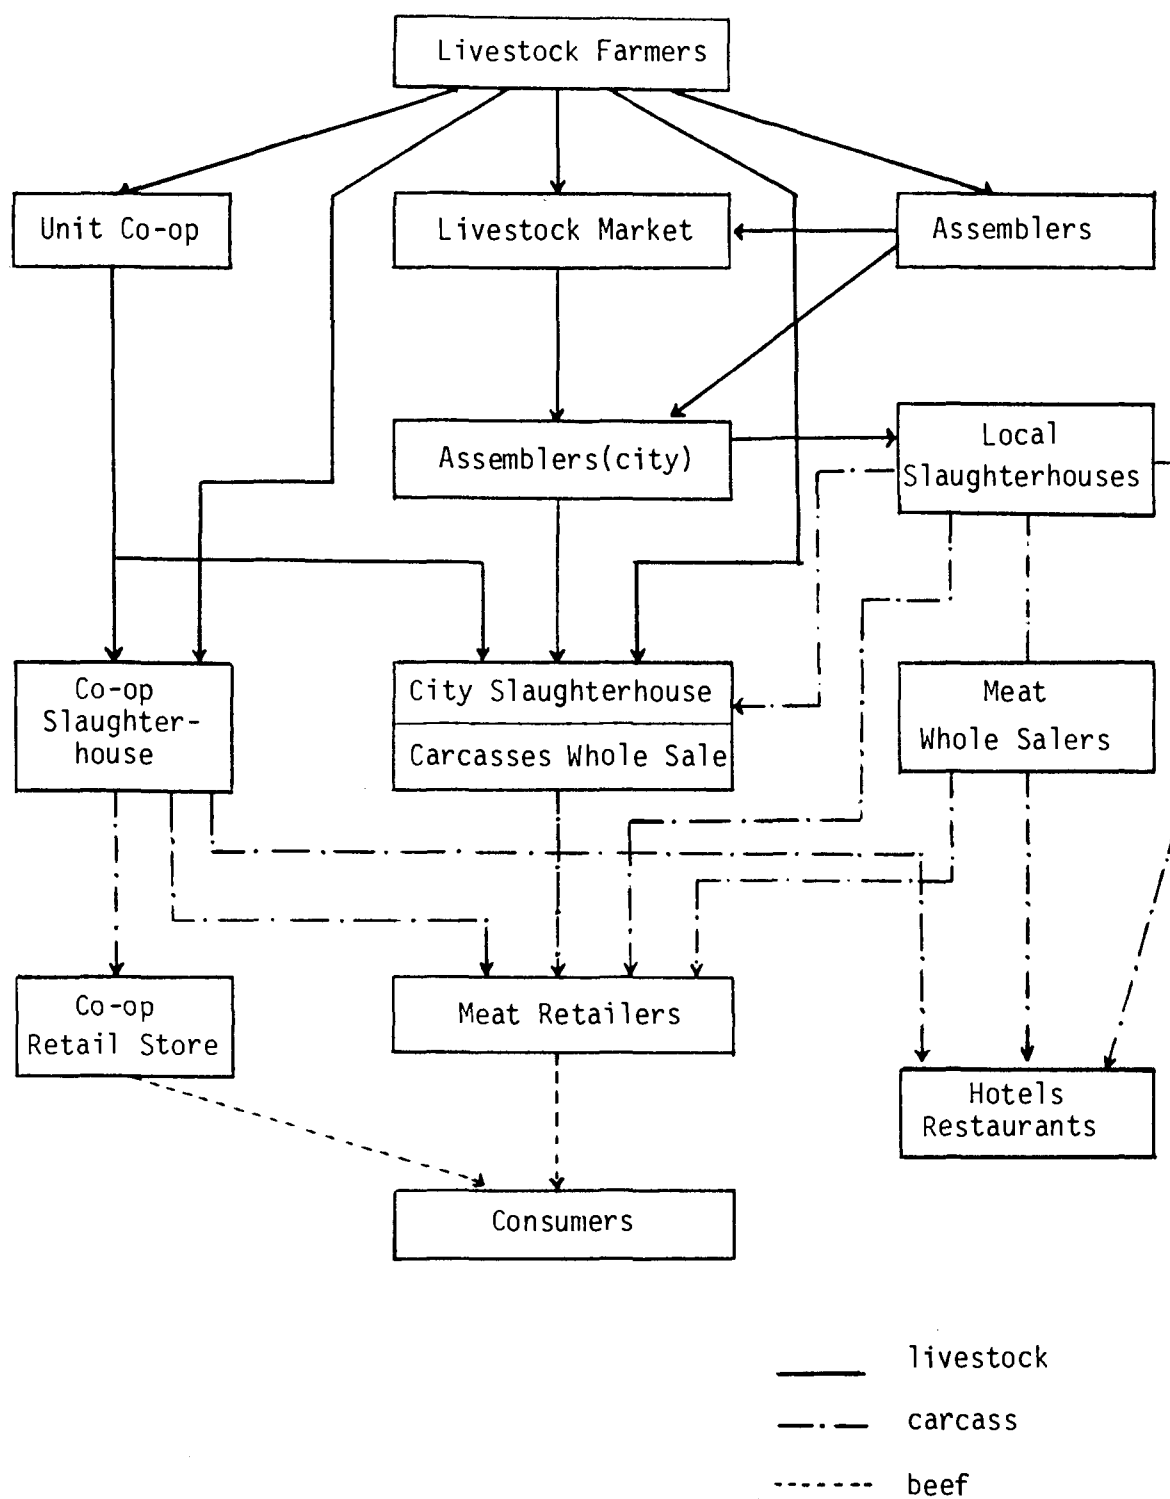 Livestock Farmers
Unit Co-op
Livestock Market
Assemblers
Assemblers(city)
Local
Slaughterhouses
Co-op
Slaughter-
house
City Slaughterhouse
Carcasses Whole Sale
Meat
Whole Salers
Co-op
Retail Store
Meat Retailers
Hotels
Restaurants
Consumers
livestock
carcass
beef